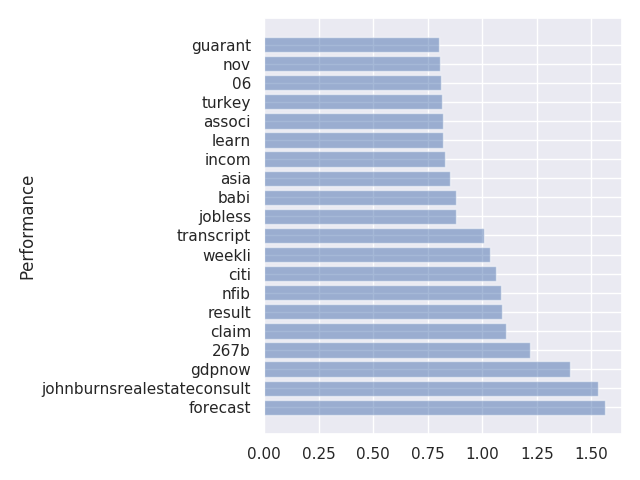 guarant
nov
06
turkey
associ
learn
incom
asia
babi
jobless
transcript
weekli
citi
nfib
result
claim
267b
gdpnow
johnburnsrealestateconsult
forecast
Performance
0.00 0.25 0.50 0.75 1.00 1.25 1.50